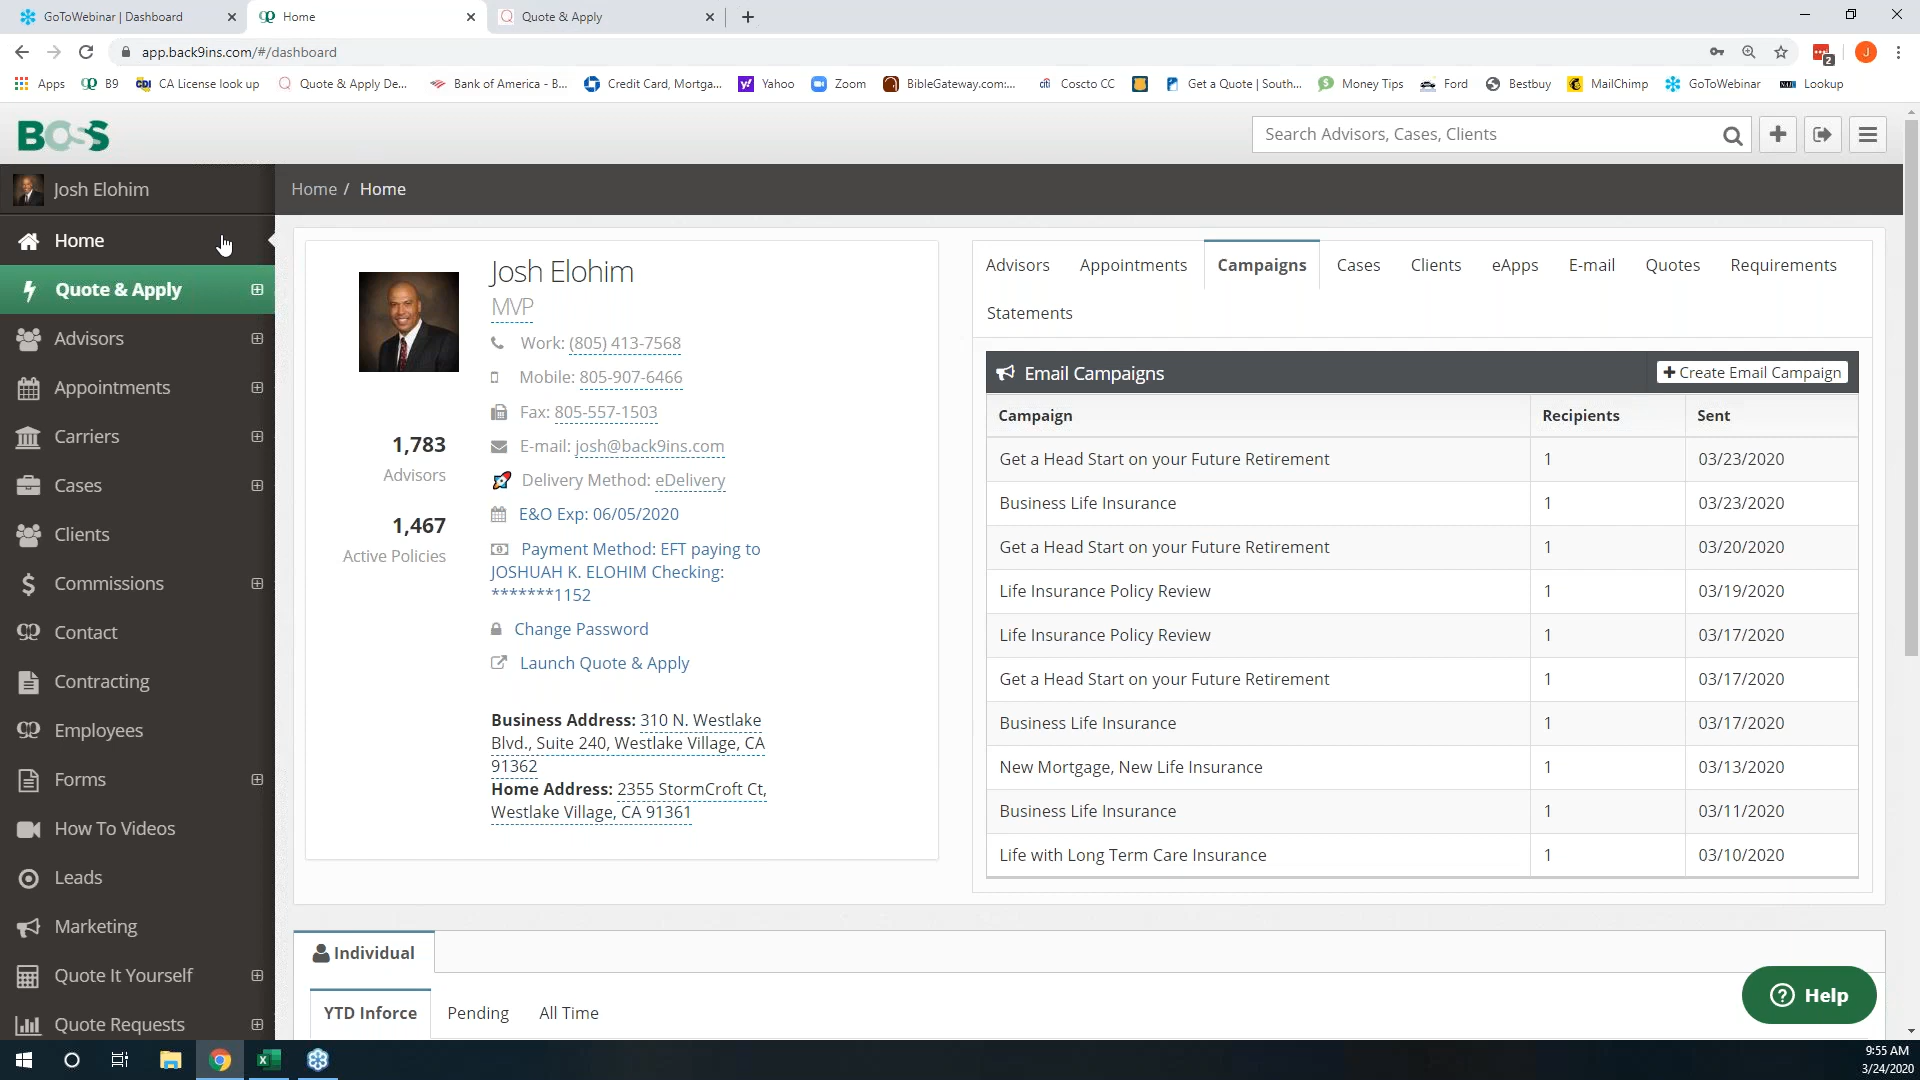 GoToWebinar | Dashboard
Home
Quote & Apply
app.back9ins.com/#/dashboard
2
J
Apps
B9
CA License look up
Quote & Apply De...
Bank of America - B...
Credit Card, Mortga...
Yahoo
Zoom
BibleGateway.com:...
citi
Coscto CC
Get a Quote | South...
Money Tips
Ford
Bestbuy
MailChimp
GoToWebinar
Lookup
BOSS
Search Advisors, Cases, Clients
Josh Elohim
Home / Home
Home
Quote & Apply
Advisors
Appointments
Carriers
Cases
Clients
Commissions
Contact
Contracting
Employees
Forms
How To Videos
Leads
Marketing
Quote It Yourself
Quote Requests
Josh Elohim
MVP
Work: (805) 413-7568
Mobile: 805-907-6466
Fax: 805-557-1503
E-mail: josh@back9ins.com
Delivery Method: eDelivery
E&O Exp: 06/05/2020
Payment Method: EFT paying to
JOSHUAH K. ELOHIM Checking:
*******1152
Change Password
Launch Quote & Apply
1,783
Advisors
1,467
Active Policies
Business Address: 310 N. Westlake
Blvd., Suite 240, Westlake Village, CA
91362
Home Address: 2355 StormCroft Ct,
Westlake Village, CA 91361
Advisors
Appointments
Campaigns
Cases
Clients
eApps
E-mail
Quotes
Requirements
Statements
Email Campaigns
Create Email Campaign
Campaign Recipients Sent
Get a Head Start on your Future Retirement 1 03/23/2020
Business Life Insurance 1 03/23/2020
Get a Head Start on your Future Retirement 1 03/20/2020
Life Insurance Policy Review 1 03/19/2020
Life Insurance Policy Review 1 03/17/2020
Get a Head Start on your Future Retirement 1 03/17/2020
Business Life Insurance 1 03/17/2020
New Mortgage, New Life Insurance 1 03/13/2020
Business Life Insurance 1 03/11/2020
Life with Long Term Care Insurance 1 03/10/2020
Individual
YTD Inforce
Pending
All Time
Help
9:55 AM
3/24/2020